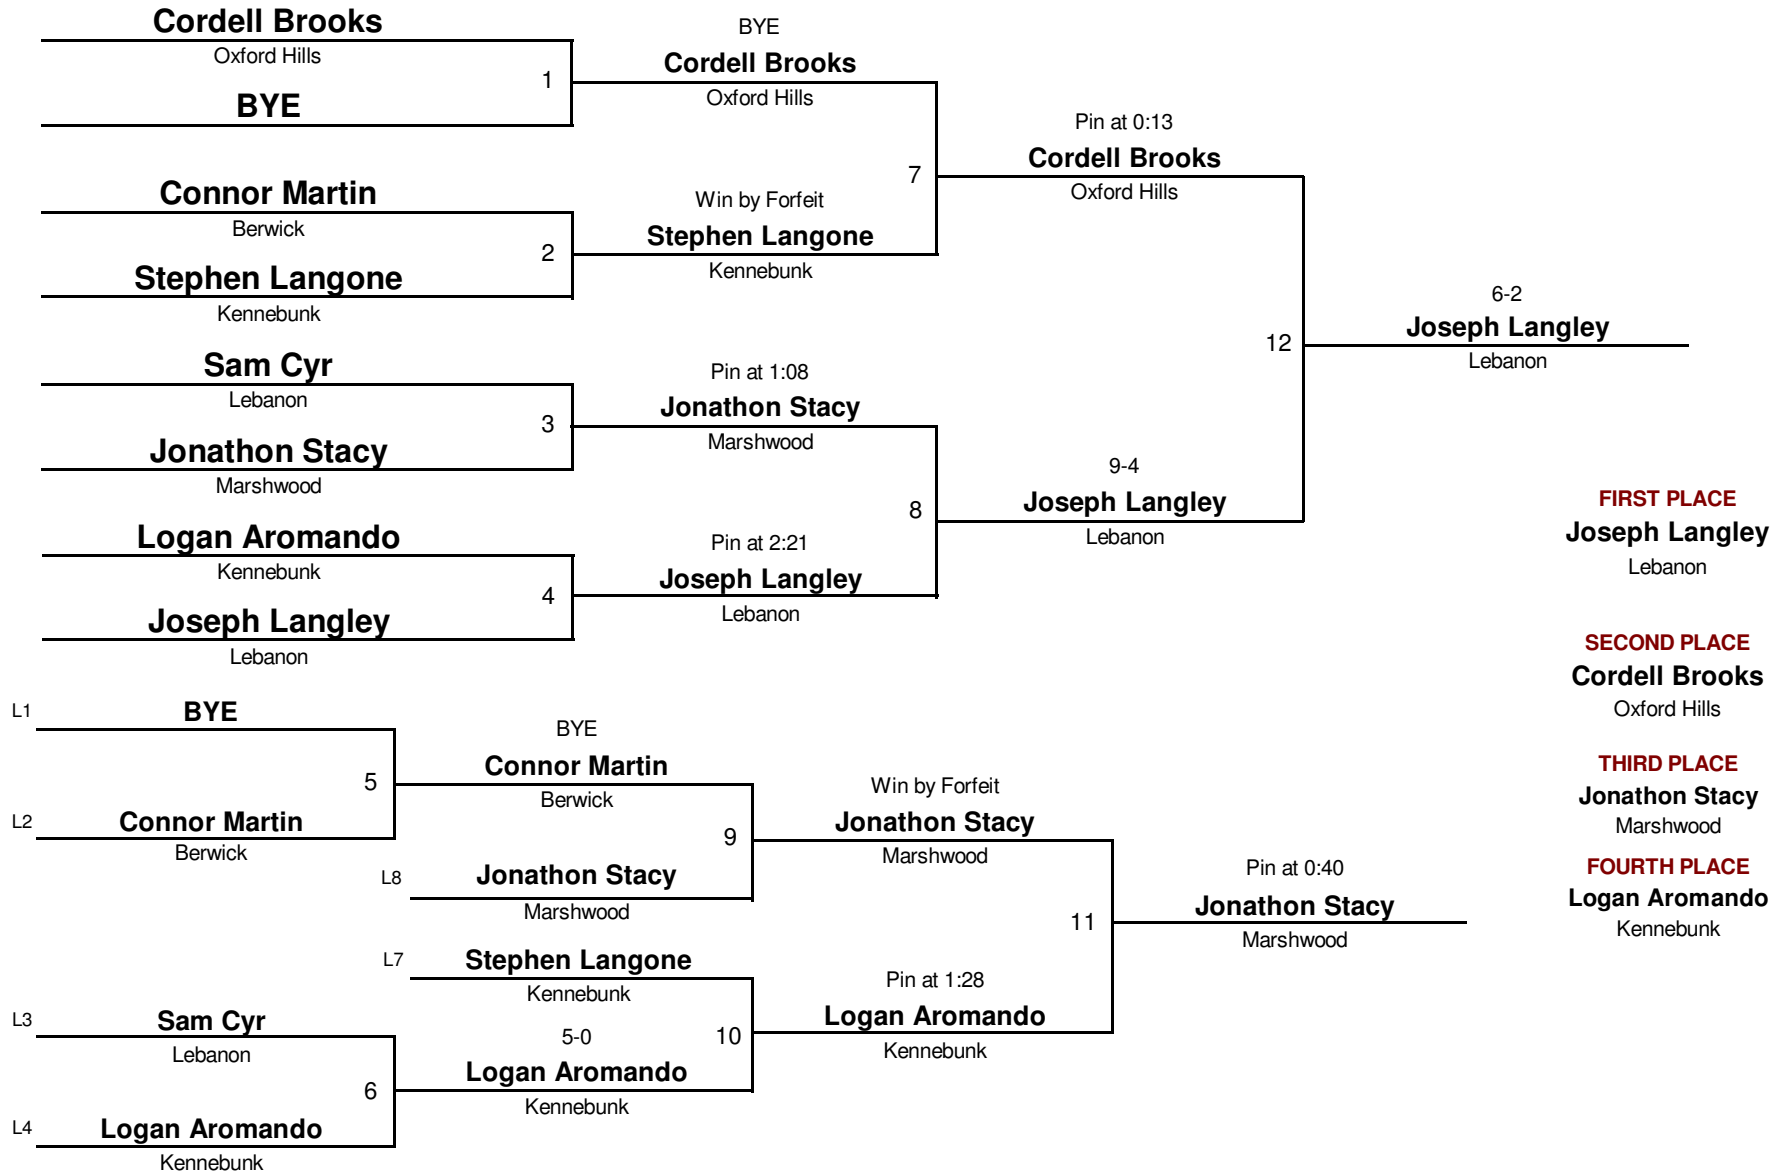 Cordell Brooks
Oxford Hills
1
BYE
Connor Martin
Berwick
2
Stephen Langone
Kennebunk
Sam Cyr
Lebanon
3
Jonathon Stacy
Marshwood
Logan Aromando
Kennebunk
4
Joseph Langley
Lebanon
BYE
Cordell Brooks
Oxford Hills
7
Win by Forfeit
Stephen Langone
Kennebunk
Pin at 1:08
Jonathon Stacy
Marshwood
8
Pin at 2:21
Joseph Langley
Lebanon
Pin at 0:13
Cordell Brooks
Oxford Hills
12
9-4
Joseph Langley
Lebanon
6-2
Joseph Langley
Lebanon
L1
BYE
5
L2
Connor Martin
Berwick
L3
Sam Cyr
Lebanon
6
L4
Logan Aromando
Kennebunk
BYE
Connor Martin
Berwick
9
L8
Jonathon Stacy
Marshwood
L7
Stephen Langone
Kennebunk
5-0
10
Logan Aromando
Kennebunk
Win by Forfeit
Jonathon Stacy
Marshwood
11
Pin at 1:28
Logan Aromando
Kennebunk
Pin at 0:40
Jonathon Stacy
Marshwood
FIRST PLACE
Joseph Langley
Lebanon
SECOND PLACE
Cordell Brooks
Oxford Hills
THIRD PLACE
Jonathon Stacy
Marshwood
FOURTH PLACE
Logan Aromando
Kennebunk